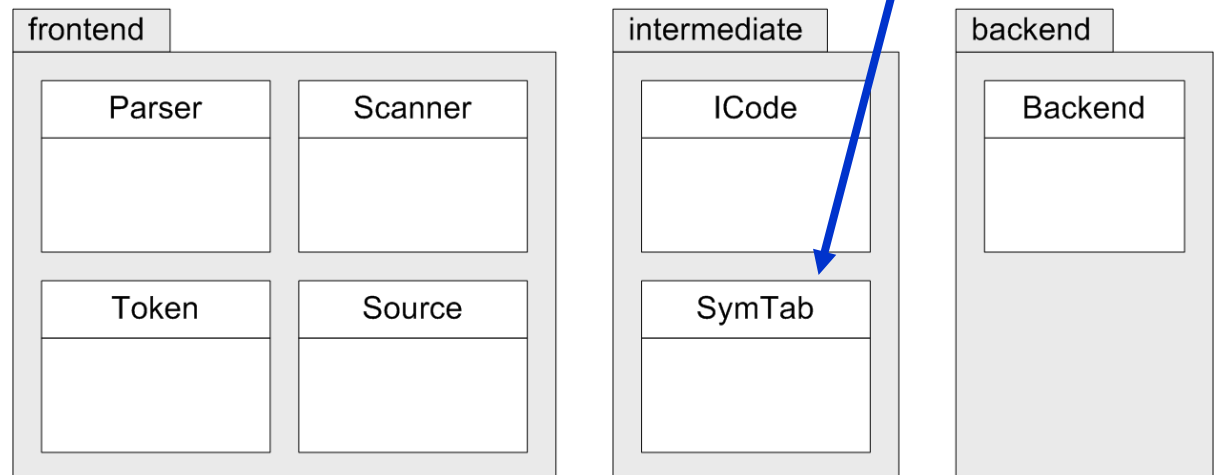 frontend
intermediate
backend
Parser
Scanner
ICode
Backend
Token
Source
SymTab